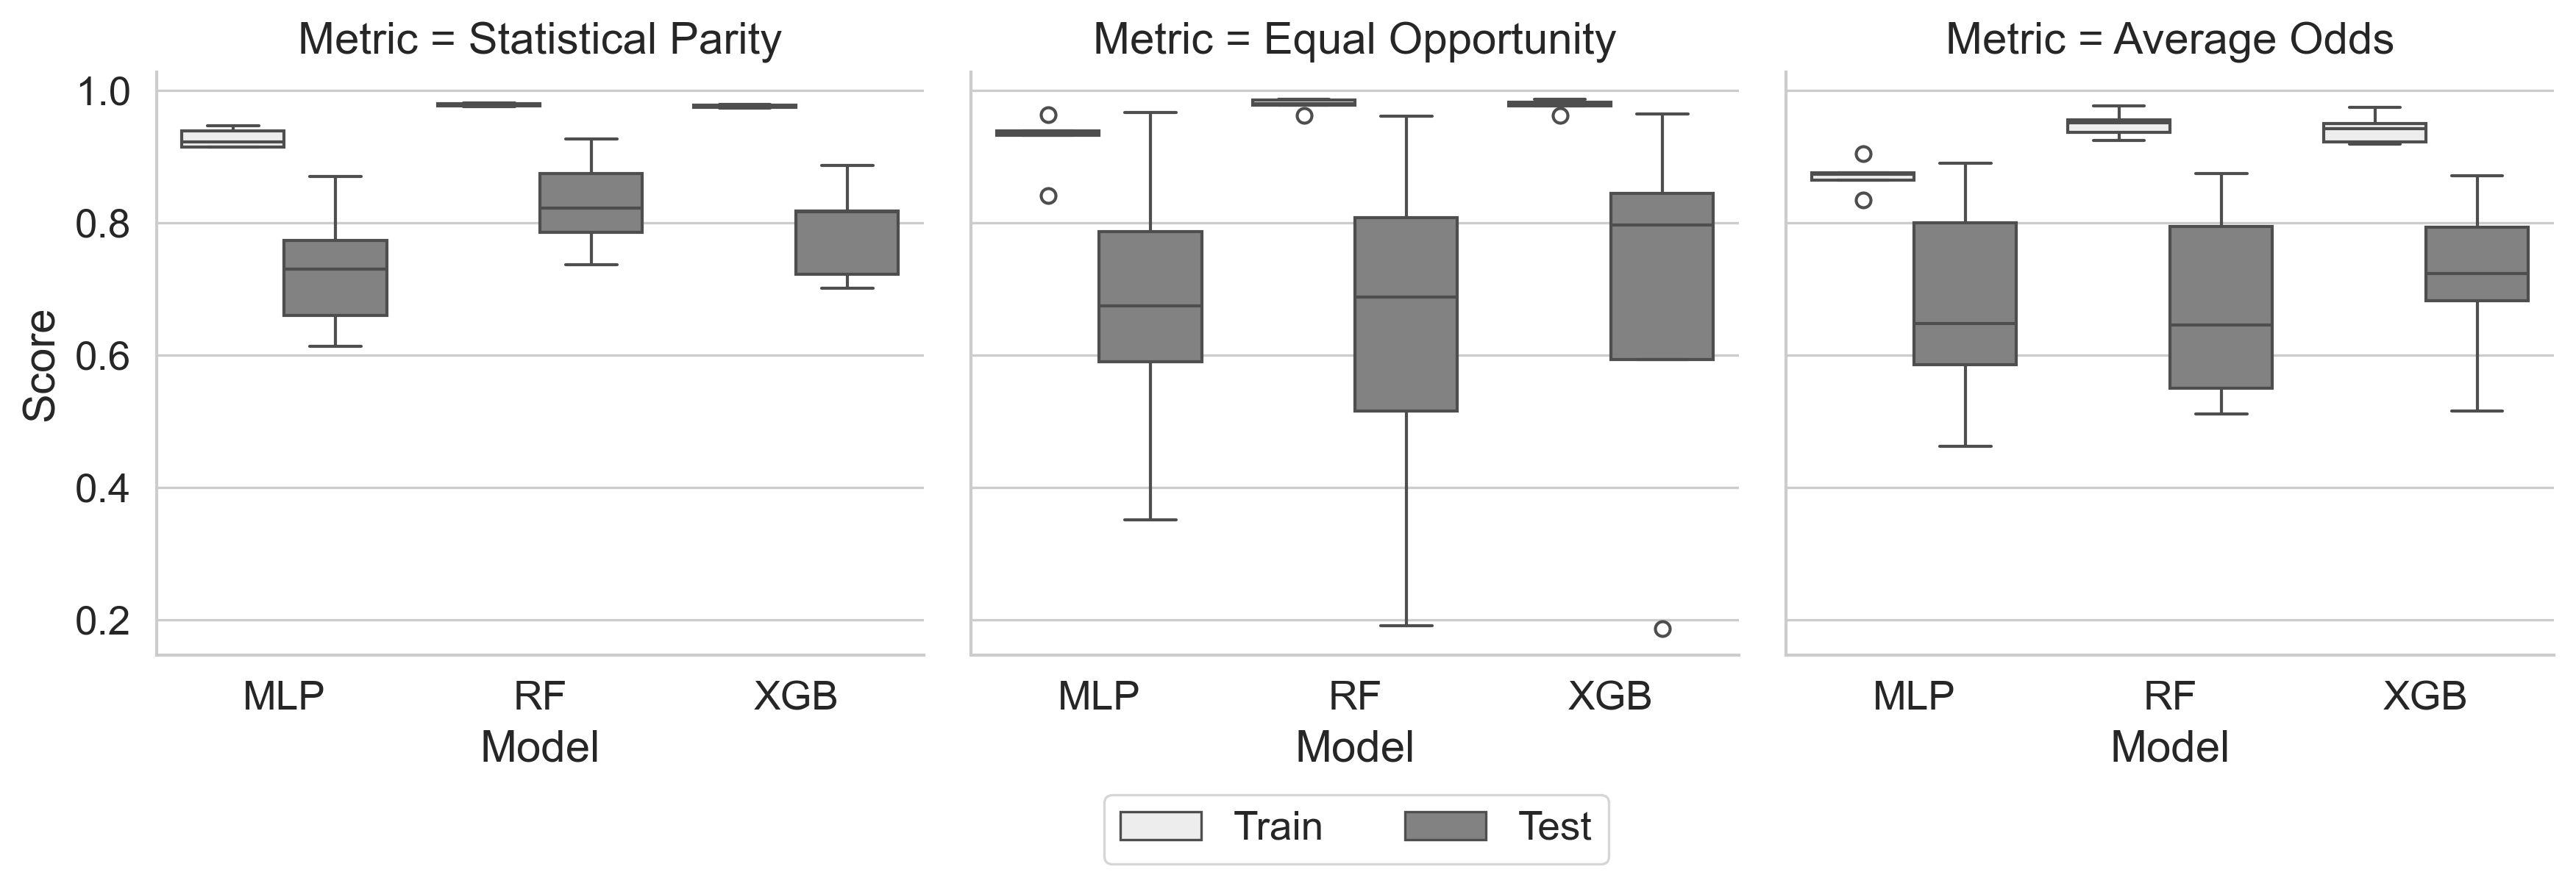 Metric = Statistical Parity
Metric = Equal Opportunity
Metric = Average Odds
Score
1.0
0.8
0.6
0.4
0.2
MLP RF XGB
MLP RF XGB
MLP RF XGB
Model
Model
Model
Train Test